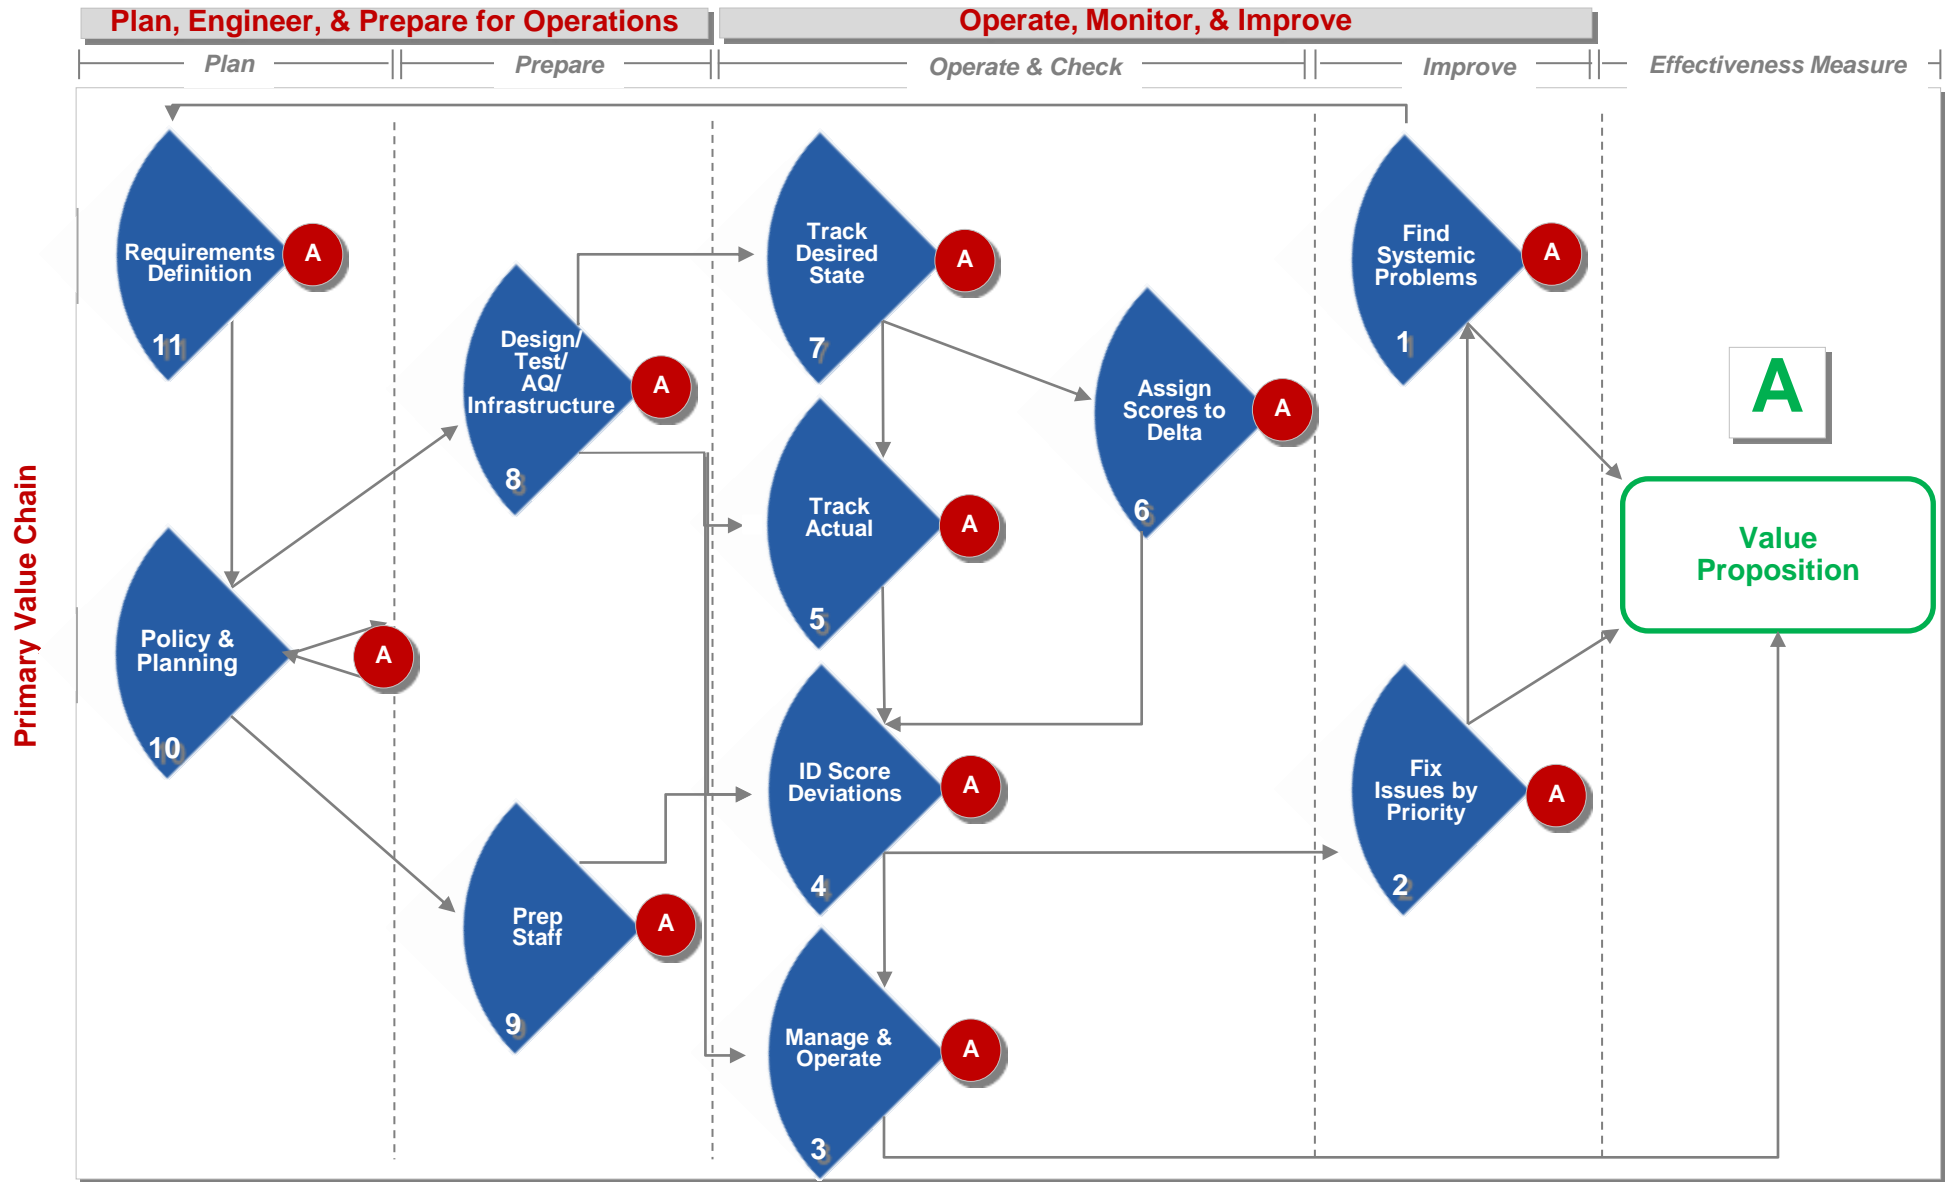 Plan, Engineer, & Prepare for Operations
Operate, Monitor, & Improve
Plan
Prepare
Operate & Check
Improve
Effectiveness Measure
Primary Value Chain
Requirements
Definition
11
A
Policy &
Planning
10
A
Design/
Test/
AQ/
Infrastructure
8
A
Prep
Staff
9
A
Track
Desired
State
7
A
Track
Actual
5
A
ID Score
Deviations
4
A
Manage &
Operate
3
A
Assign
Scores to
Delta
6
A
Find
Systemic
Problems
1
A
Fix
Issues by
Priority
2
A
A
Value
Proposition